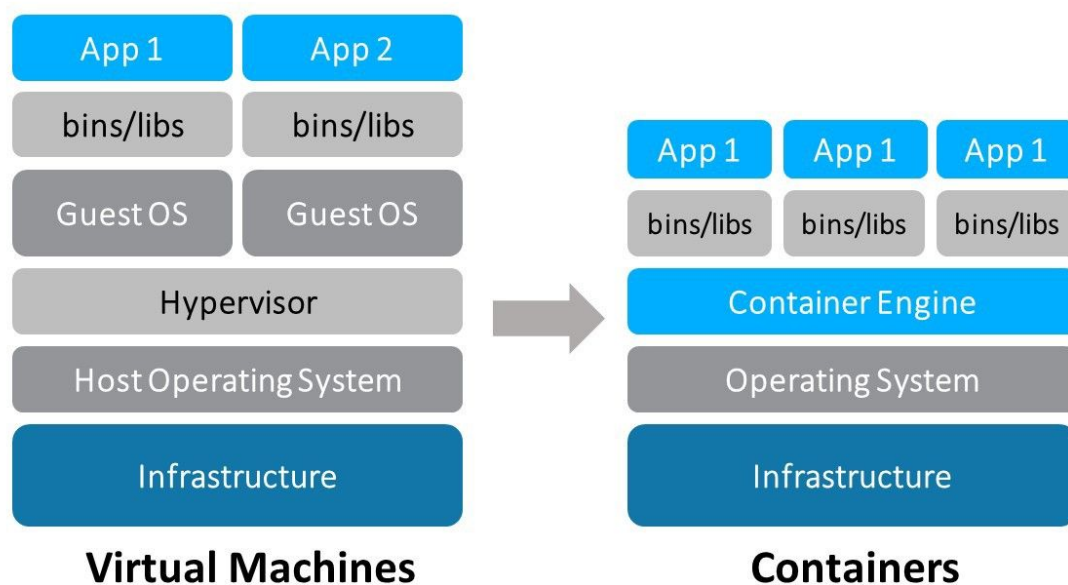 App 1
App 2
bins/libs
bins/libs
Guest OS
Guest OS
Hypervisor
Host Operating System
Infrastructure
Virtual Machines
App 1
App 1
App 1
bins/libs
bins/libs
bins/libs
Container Engine
Operating System
Infrastructure
Containers